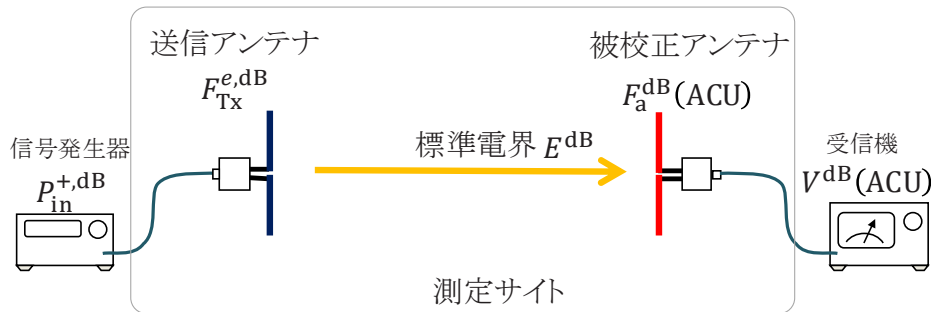 送信アンテナ
F_Tx^{e,dB}
被校正アンテナ
F_a^{dB}(ACU)
信号発生器
P_in^{+,dB}
標準電界 E^{dB}
受信機
V^{dB}(ACU)
測定サイト